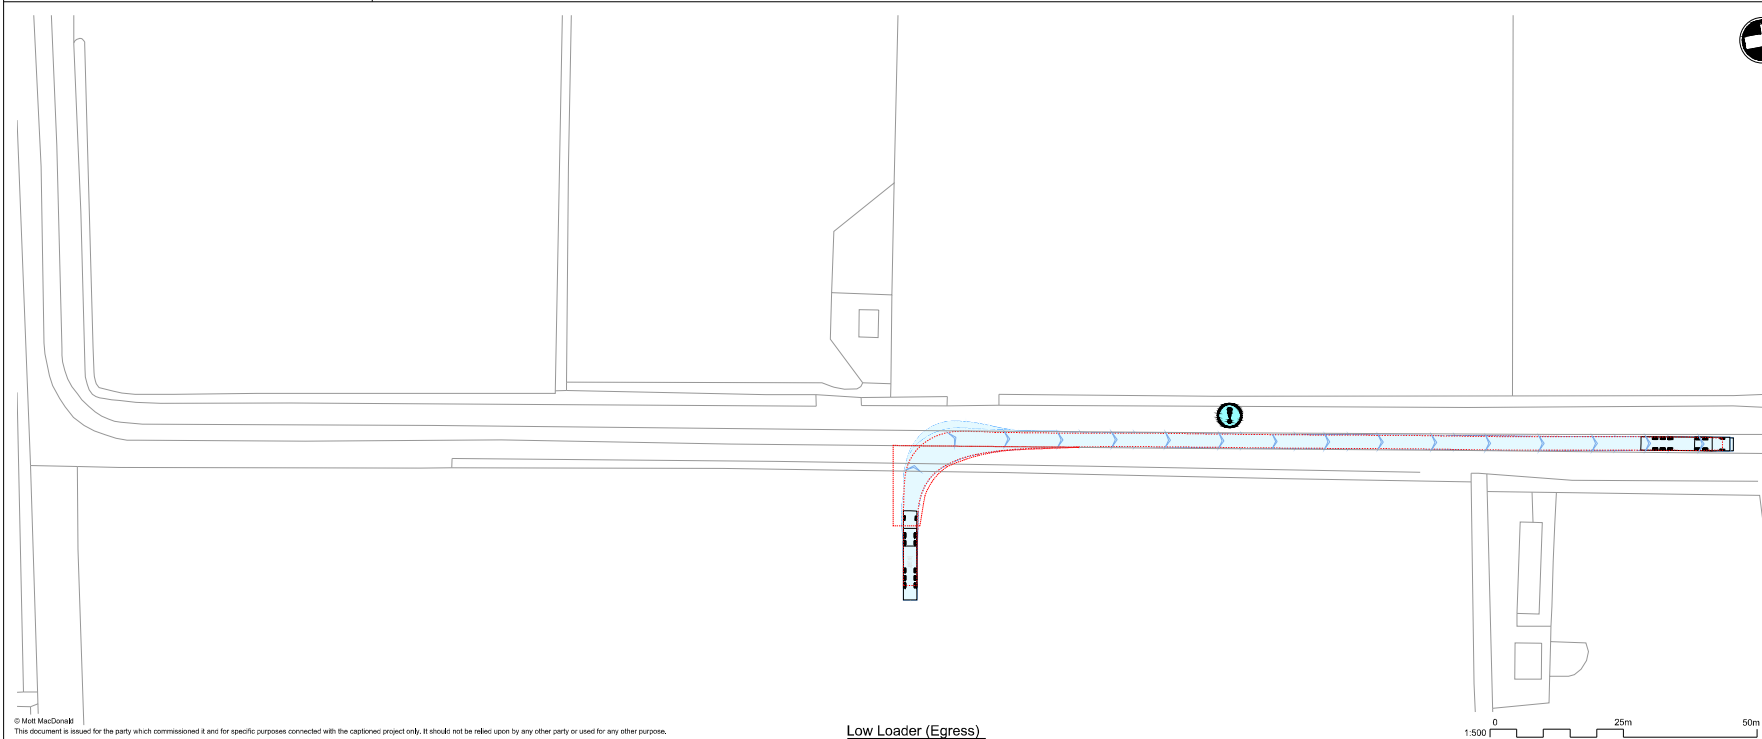 © Mott MacDonald
This document is issued for the party which commissioned it and for specific purposes connected with the captioned project only. It should not be relied upon by any other party or used for any other purpose.
Low Loader (Egress)
1:500
0 25m 50m